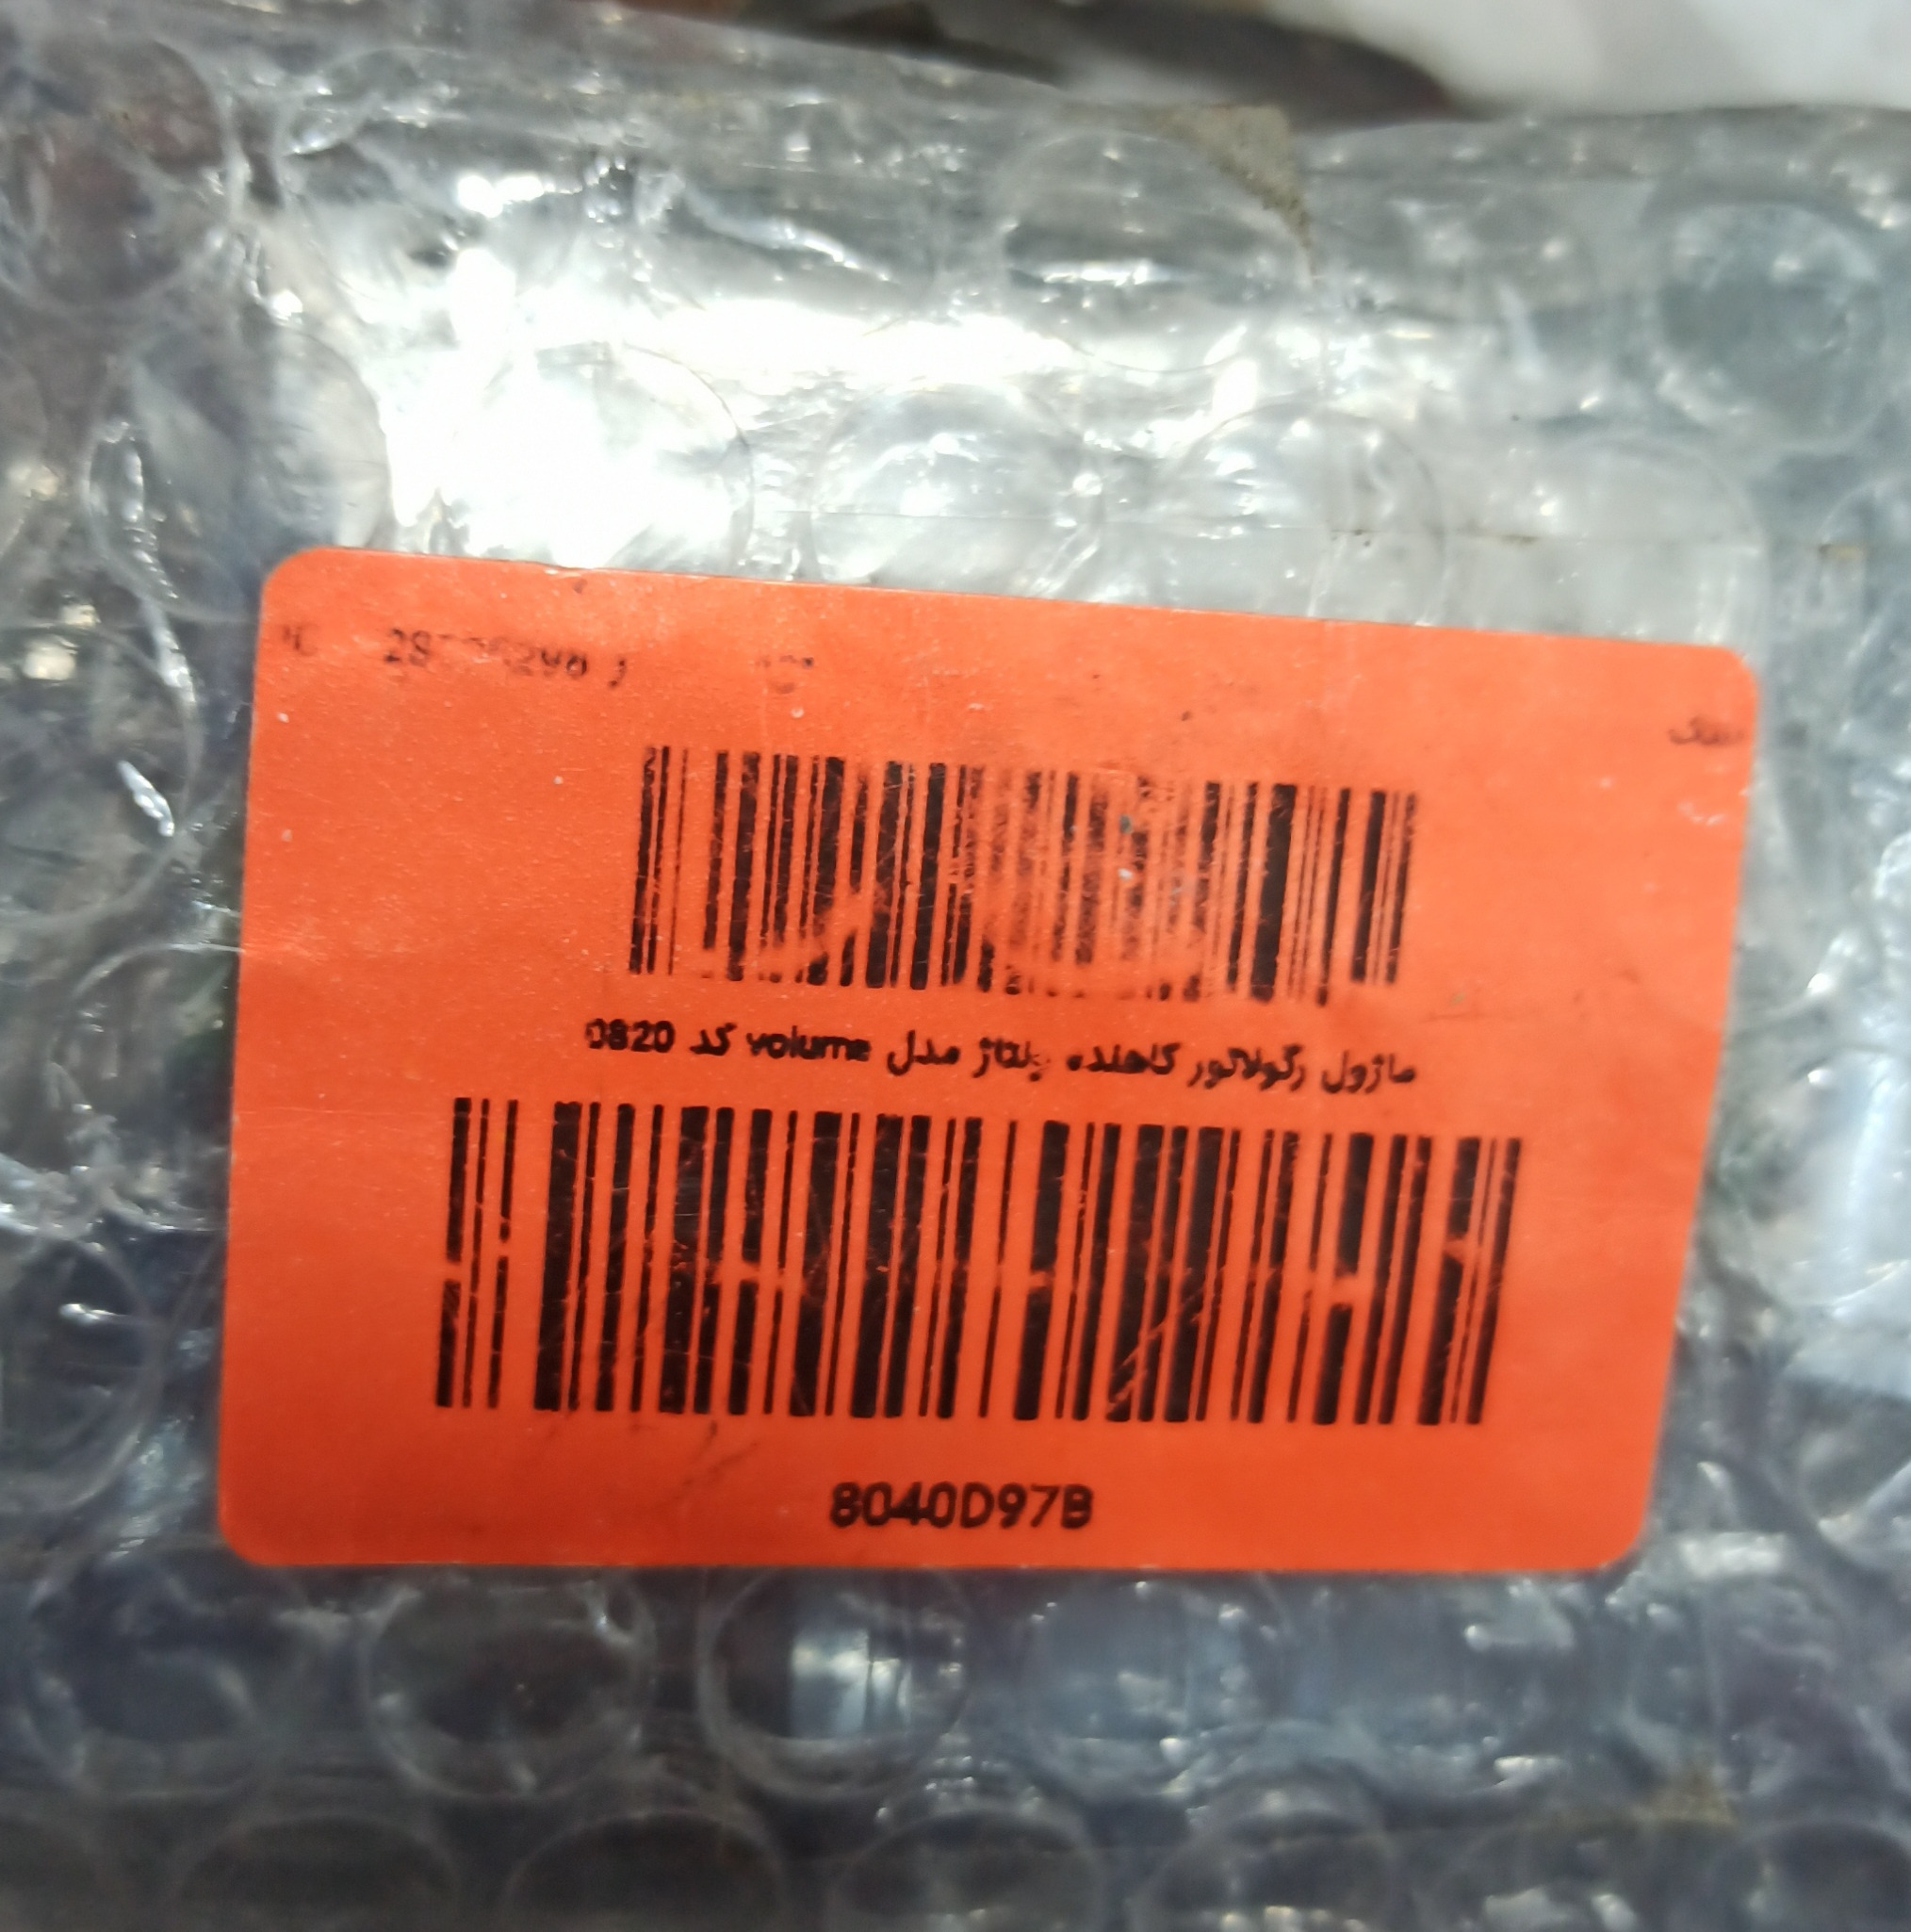 ماژول رگولاتور کاهنده ولتاژ مدل volume کد 0820
8040D97B